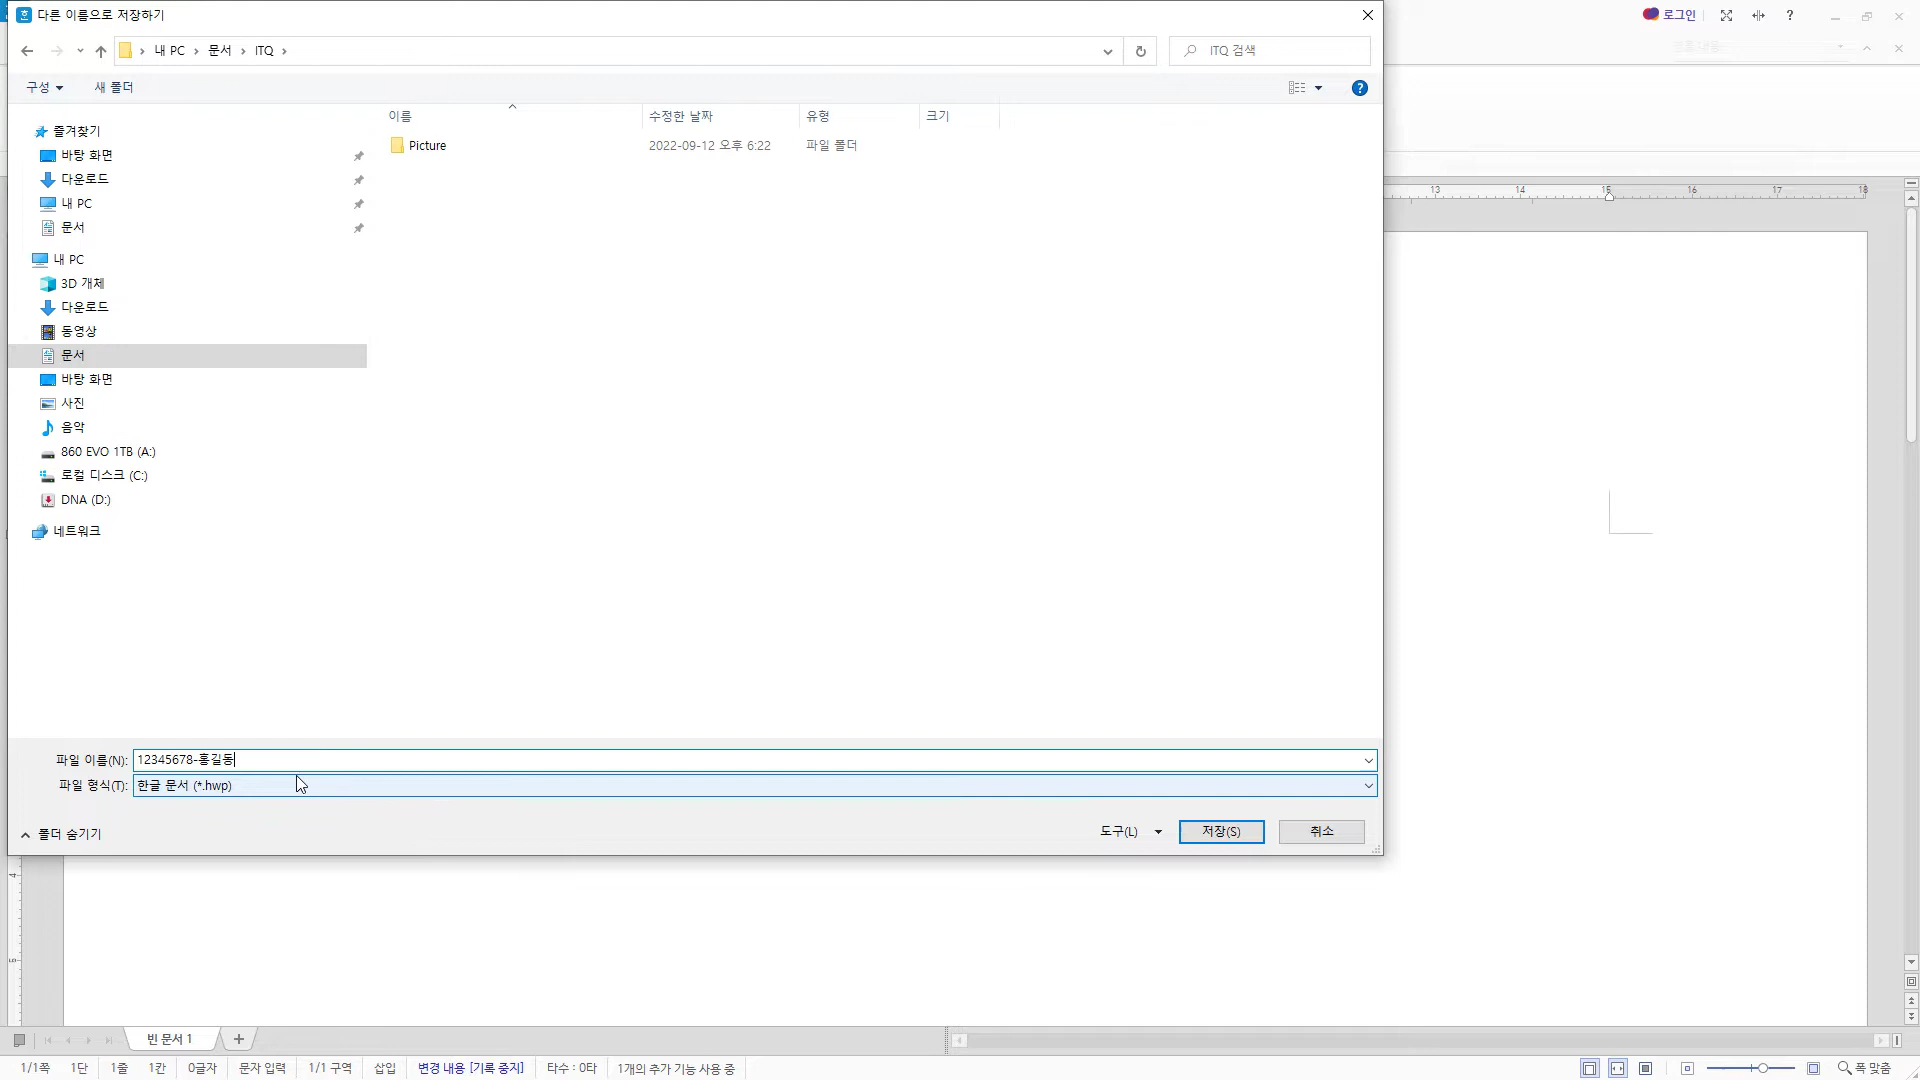 다른 이름으로 저장하기
로그인
내 PC > 문서 > ITQ >
ITQ 검색
구성
새 폴더
이름
수정한 날짜
유형
크기
Picture
2022-09-12 오후 6:22
파일 폴더
즐겨찾기
바탕 화면
다운로드
내 PC
문서
내 PC
3D 개체
다운로드
동영상
문서
바탕 화면
사진
음악
860 EVO 1TB (A:)
로컬 디스크 (C:)
DNA (D:)
네트워크
13 14 15 16 17 18
파일 이름(N): 12345678-홍길동
파일 형식(T): 한글 문서 (*.hwp)
폴더 숨기기
도구(L)
저장(S)
취소
4
5
빈 문서 1
1/1쪽 1단 1줄 1칸 0글자 문자 입력 1/1 구역 삽입 변경 내용 [기록 중지] 타수 : 0타 1개의 추가 기능 사용 중
폭 맞춤